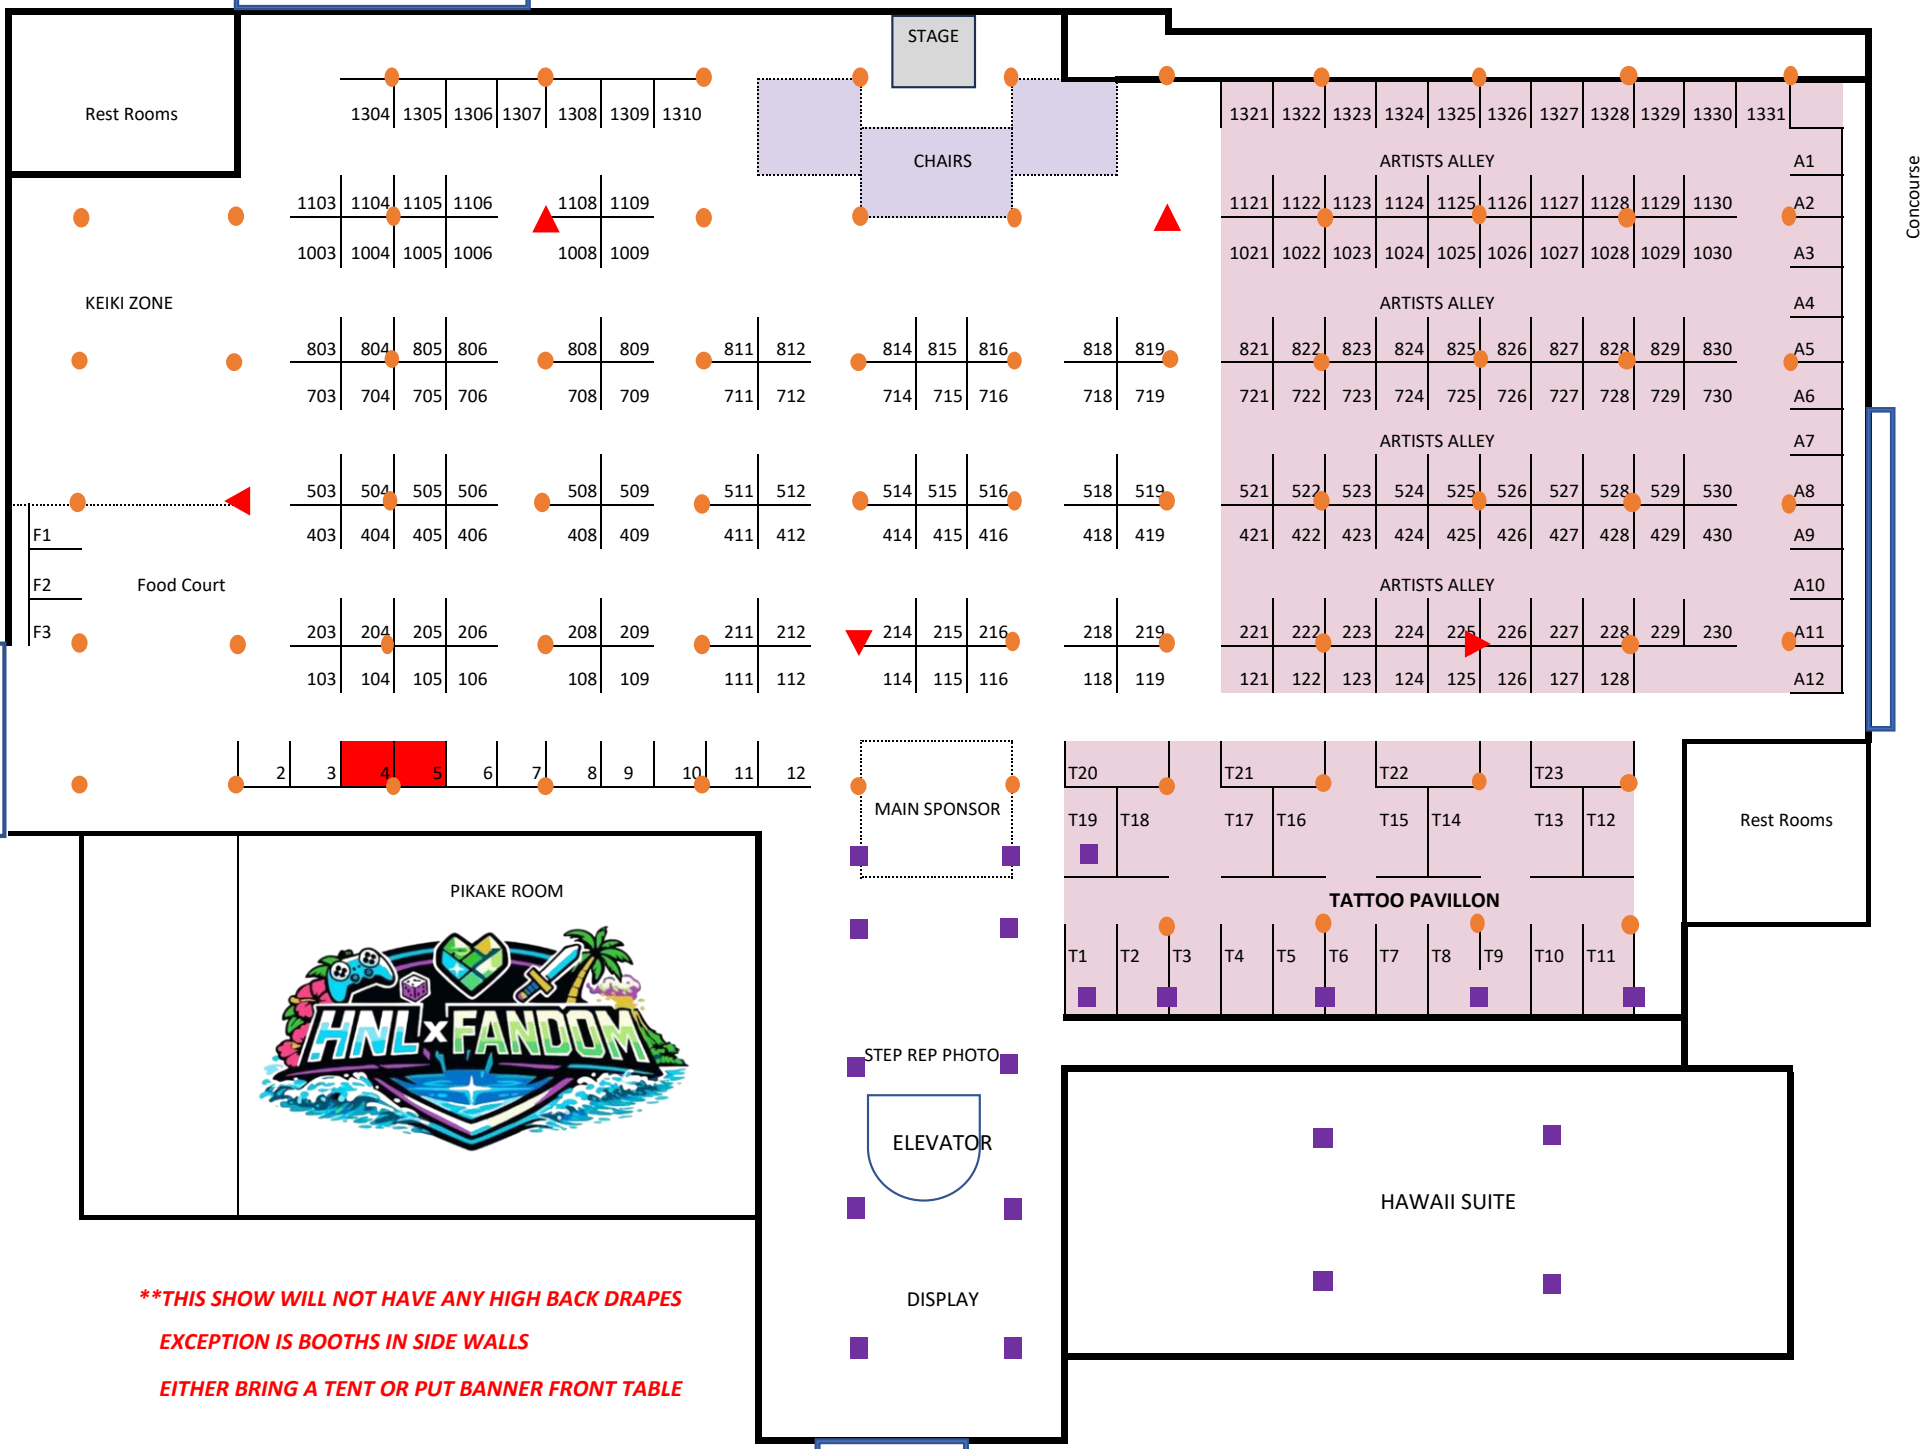 STAGE
Rest Rooms
1304 1305 1306 1307 1308 1309 1310
1321 1322 1323 1324 1325 1326 1327 1328 1329 1330 1331
CHAIRS
ARTISTS ALLEY
A1
Concourse
1103 1104 1105 1106 1108 1109
1121 1122 1123 1124 1125 1126 1127 1128 1129 1130 A2
1003 1004 1005 1006 1008 1009
1021 1022 1023 1024 1025 1026 1027 1028 1029 1030 A3
KEIKI ZONE
ARTISTS ALLEY
A4
803 804 805 806 808 809 811 812 814 815 816 818 819 821 822 823 824 825 826 827 828 829 830 A5
703 704 705 706 708 709 711 712 714 715 716 718 719 721 722 723 724 725 726 727 728 729 730 A6
ARTISTS ALLEY
A7
503 504 505 506 508 509 511 512 514 515 516 518 519 521 522 523 524 525 526 527 528 529 530 A8
F1
403 404 405 406 408 409 411 412 414 415 416 418 419 421 422 423 424 425 426 427 428 429 430 A9
F2
Food Court
ARTISTS ALLEY
A10
F3
203 204 205 206 208 209 211 212 214 215 216 218 219 221 222 223 224 225 226 227 228 229 230 A11
103 104 105 106 108 109 111 112 114 115 116 118 119 121 122 123 124 125 126 127 128 A12
2 3 4 5 6 7 8 9 10 11 12
T20 T21 T22 T23
MAIN SPONSOR
T19 T18 T17 T16 T15 T14 T13 T12
Rest Rooms
PIKAKE ROOM
TATTOO PAVILLON
HNL x FANDOM
T1 T2 T3 T4 T5 T6 T7 T8 T9 T10 T11
STEP REP PHOTO
ELEVATOR
HAWAII SUITE
DISPLAY
**THIS SHOW WILL NOT HAVE ANY HIGH BACK DRAPES
EXCEPTION IS BOOTHS IN SIDE WALLS
EITHER BRING A TENT OR PUT BANNER FRONT TABLE